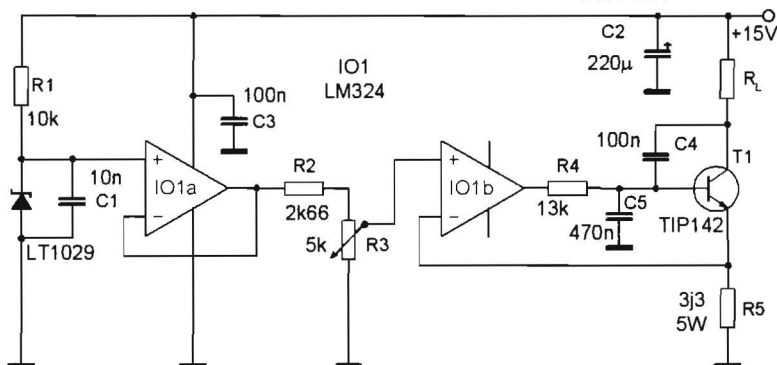 +15V
C2
220µ
IO1
LM324
R1
10k
100n
C3
RL
100n
C4
T1
10n
C1
+
IO1a
−
R2
2k66
5k
R3
+
IO1b
−
R4
13k
C5
470n
TIP142
LT1029
3j3
5W
R5